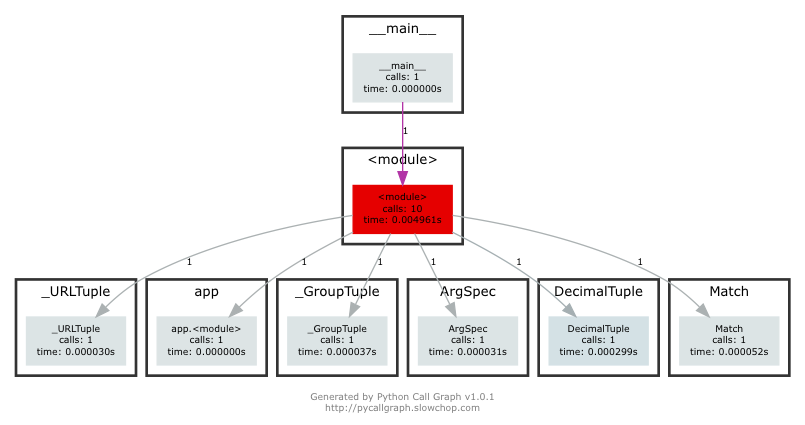 __main__
__main__
calls: 1
time: 0.000000s
1
<module>
<module>
calls: 10
time: 0.004961s
1
1
1
1
1
1
_URLTuple
_URLTuple
calls: 1
time: 0.000030s
app
app.<module>
calls: 1
time: 0.000000s
_GroupTuple
_GroupTuple
calls: 1
time: 0.000037s
ArgSpec
ArgSpec
calls: 1
time: 0.000031s
DecimalTuple
DecimalTuple
calls: 1
time: 0.000299s
Match
Match
calls: 1
time: 0.000052s
Generated by Python Call Graph v1.0.1
http://pycallgraph.slowchop.com